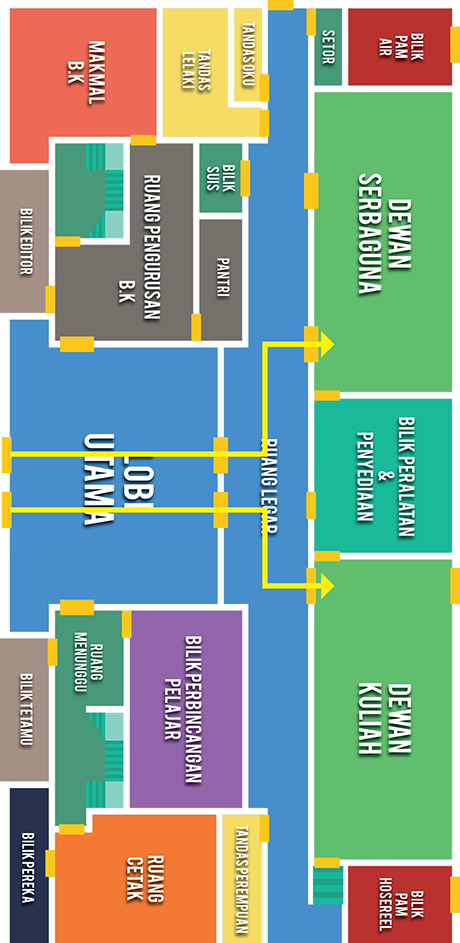 BILIK
PAM
AIR
SETOR
DEWAN
SERBAGUNA
BILIK PERALATAN
&
PENYEDIAAN
DEWAN
KULIAH
BILIK
PAM
HOSEREEL
RUANG LEGAR
TANDAS OKU
TANDAS
LELAKI
BILIK
SUIS
PANTRI
TANDAS PEREMPUAN
MAKMAL
B.K
RUANG PENGURUSAN
B.K
LOBI
UTAMA
BILIK PERBINCANGAN
PELAJAR
RUANG
CETAK
RUANG
MENUNGGU
BILIK EDITOR
BILIK TETAMU
BILIK PEREKA